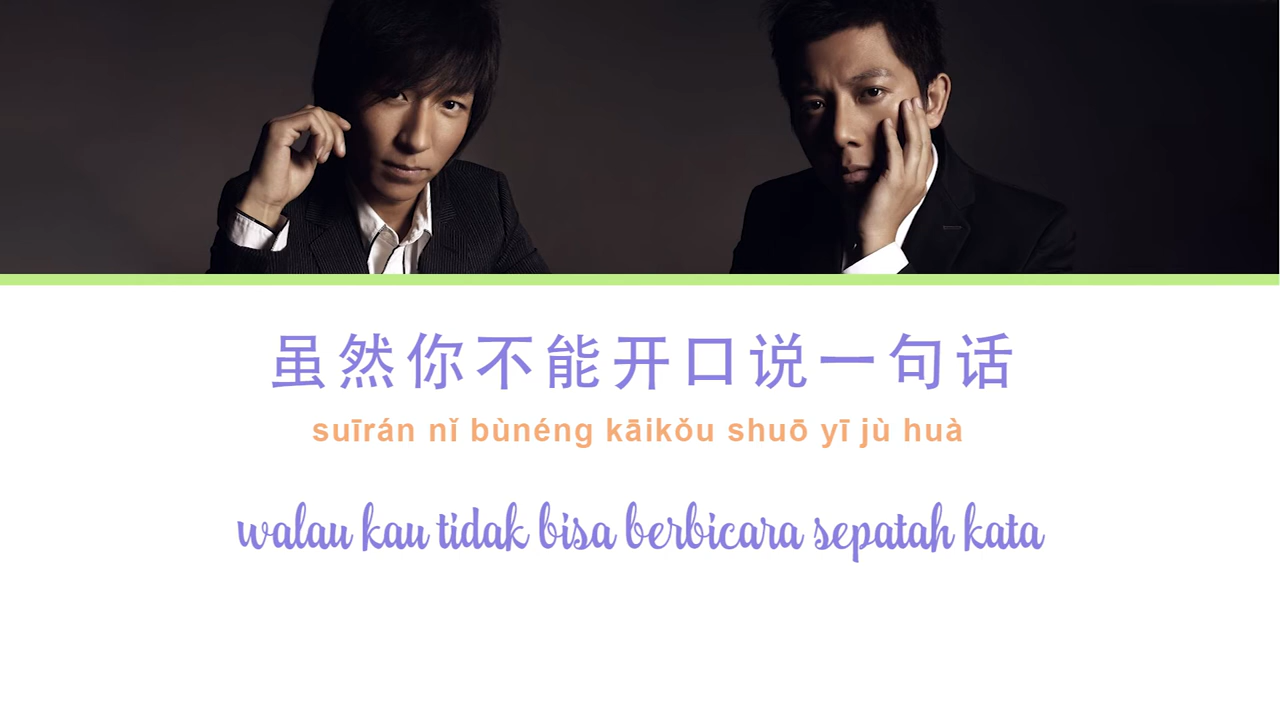 虽然你不能开口说一句话
suīrán nǐ bùnéng kāikǒu shuō yī jù huà
walau kau tidak bisa berbicara sepatah kata